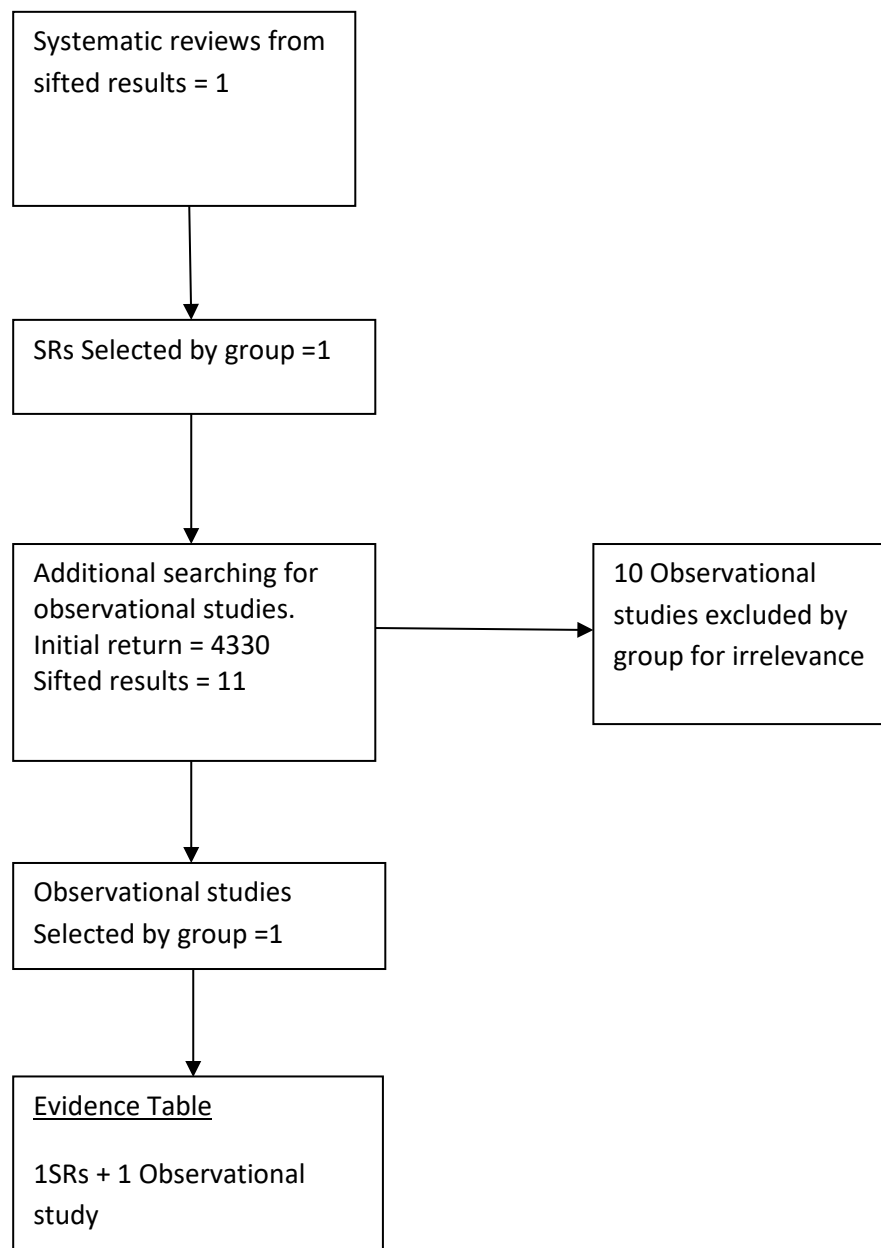 Systematic reviews from
sifted results = 1
SRs Selected by group =1
Additional searching for
observational studies.
Initial return = 4330
Sifted results = 11
10 Observational
studies excluded by
group for irrelevance
Observational studies
Selected by group =1
Evidence Table
1SRs + 1 Observational
study